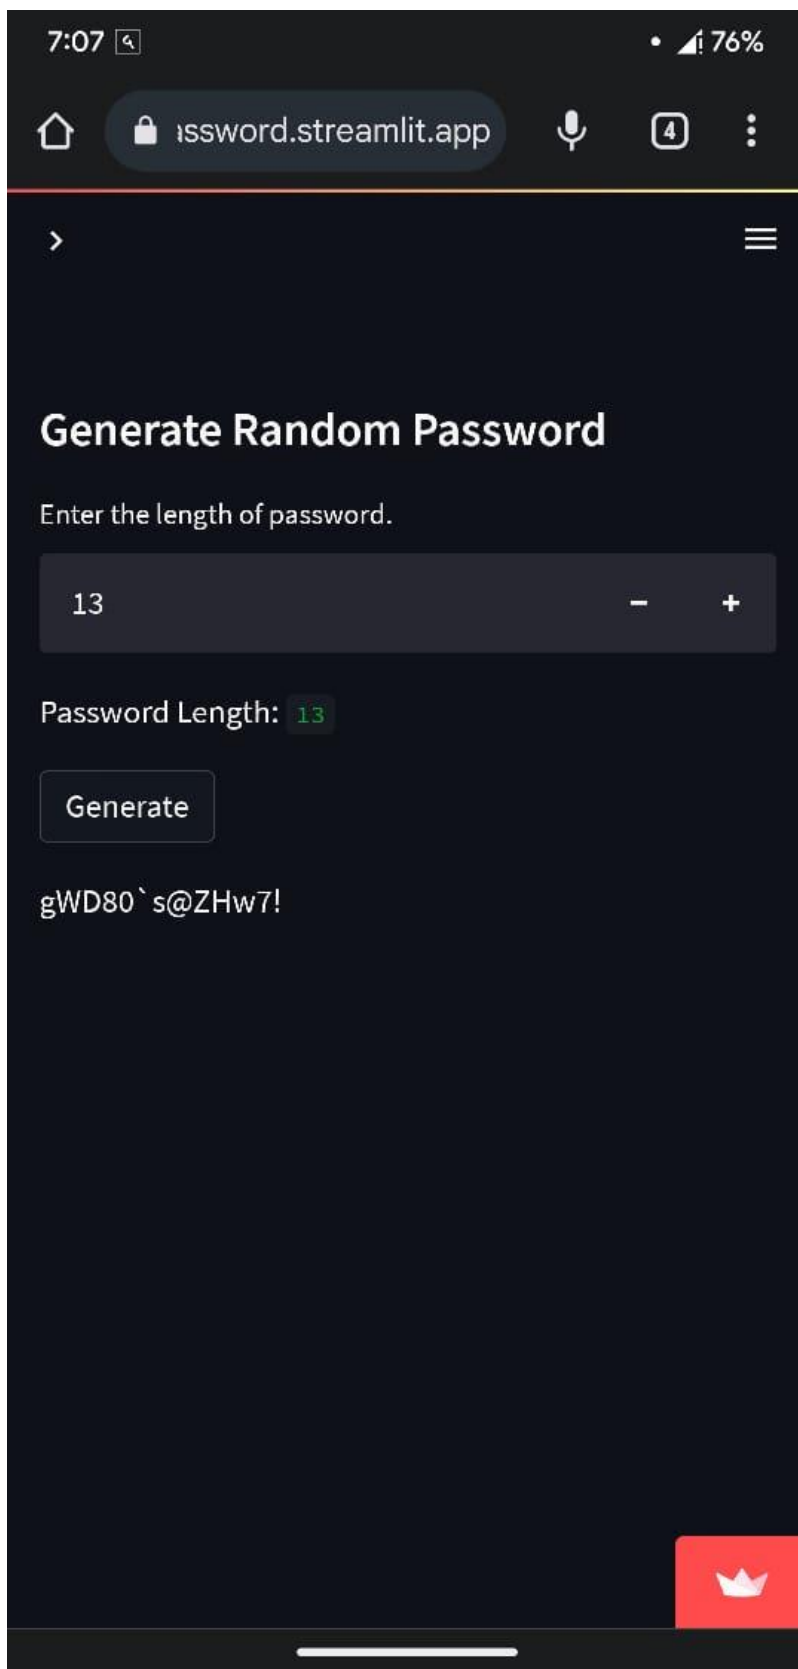 7:07 76%
ıssword.streamlit.app 4
Generate Random Password
Enter the length of password.
13 − +
Password Length: 13
Generate
gWD80`s@ZHw7!